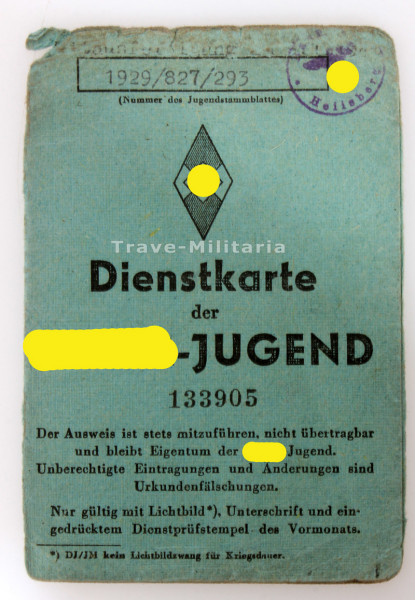 1929/827/293
(Nummer des Jugendstammblattes)
Heilsberg
Trave-Militaria
Dienstkarte
der
-JUGEND
133905
Der Ausweis ist stets mitzuführen, nicht übertragbar
und bleibt Eigentum der Jugend.
Unberechtigte Eintragungen und Änderungen sind
Urkundenfälschungen.
Nur gültig mit Lichtbild*), Unterschrift und ein-
gedrücktem Dienstprüfstempel des Vormonats.
*) DJ/JM kein Lichtbildzwang für Kriegsdauer.